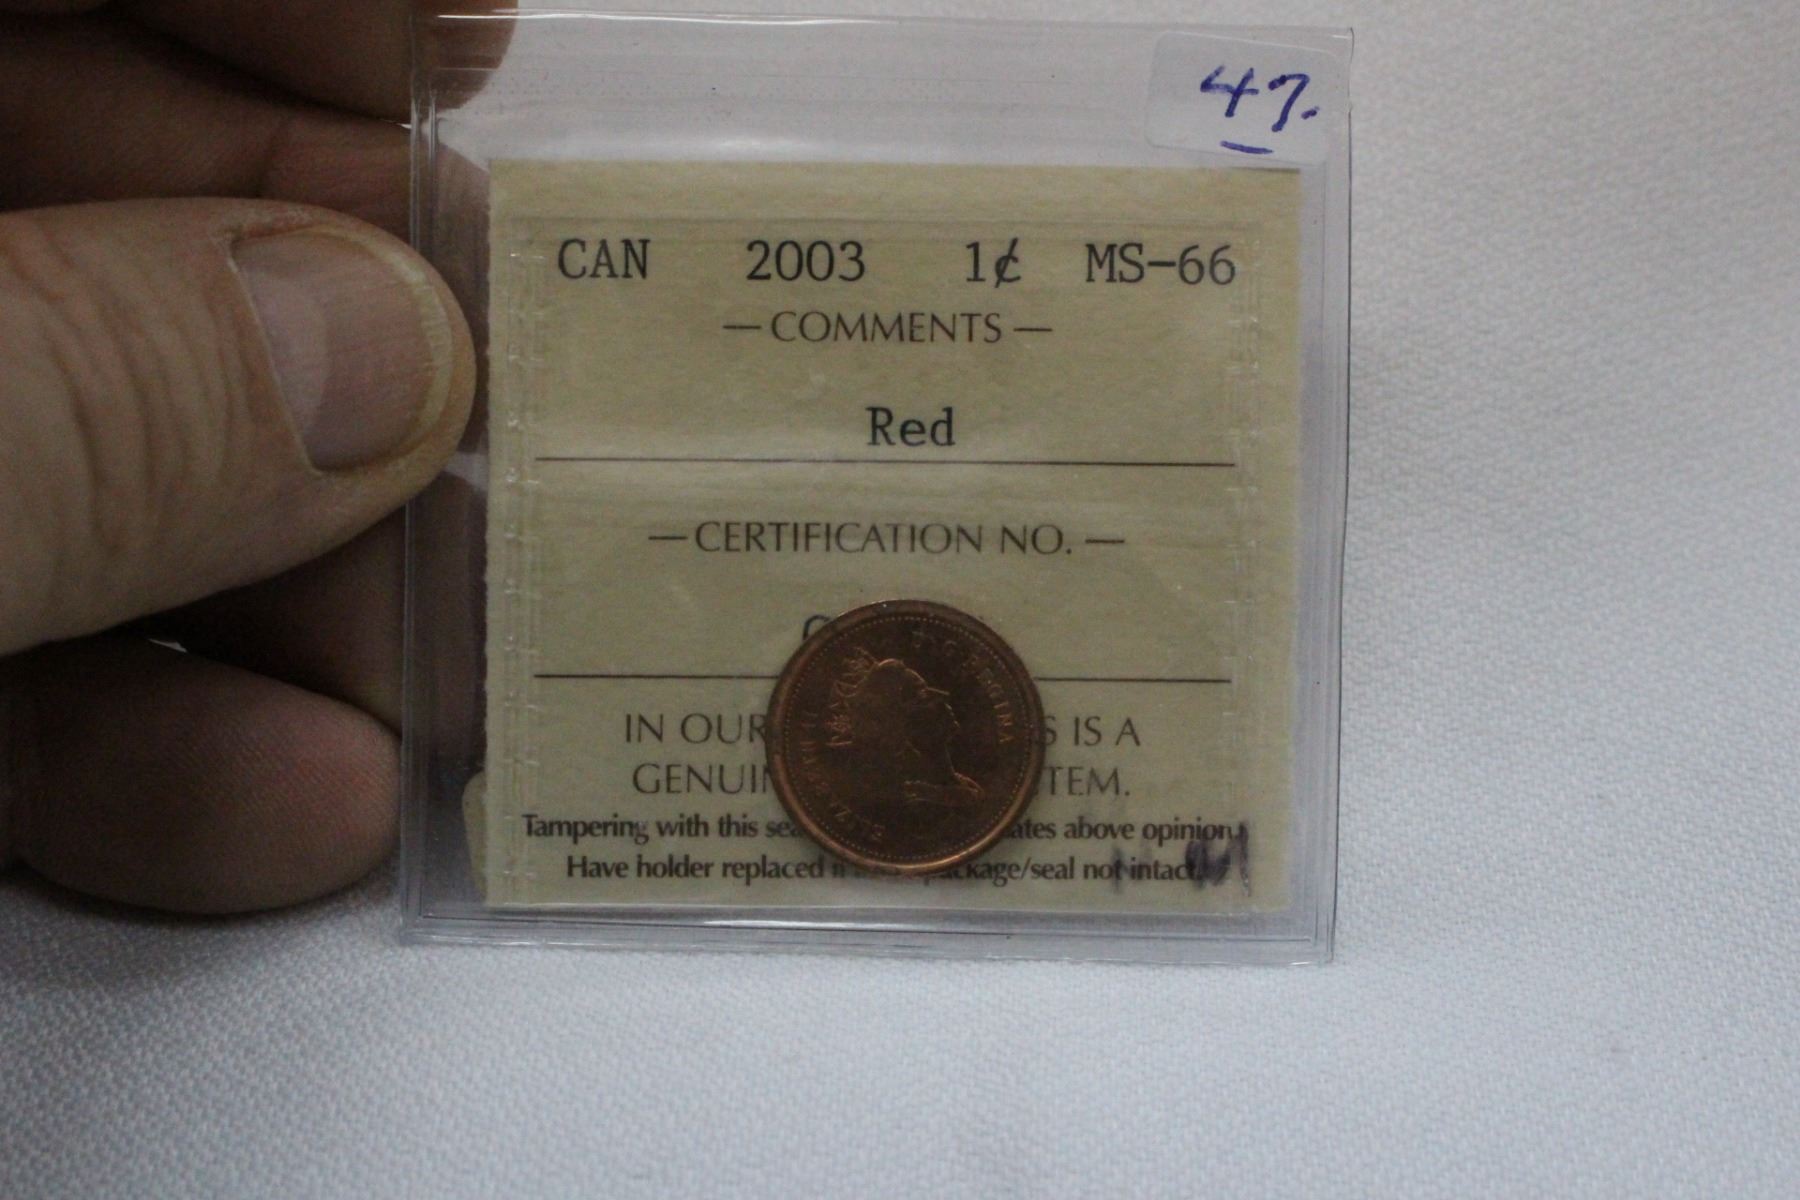 47.
CAN 2003 1¢ MS-66
— COMMENTS —
Red
— CERTIFICATION NO. —
IN OUR S IS A
GENUIN TEM.
Tampering with this sea ates above opinion.
Have holder replaced if package/seal not intact.
ELIZABETH II D·G·REGINA